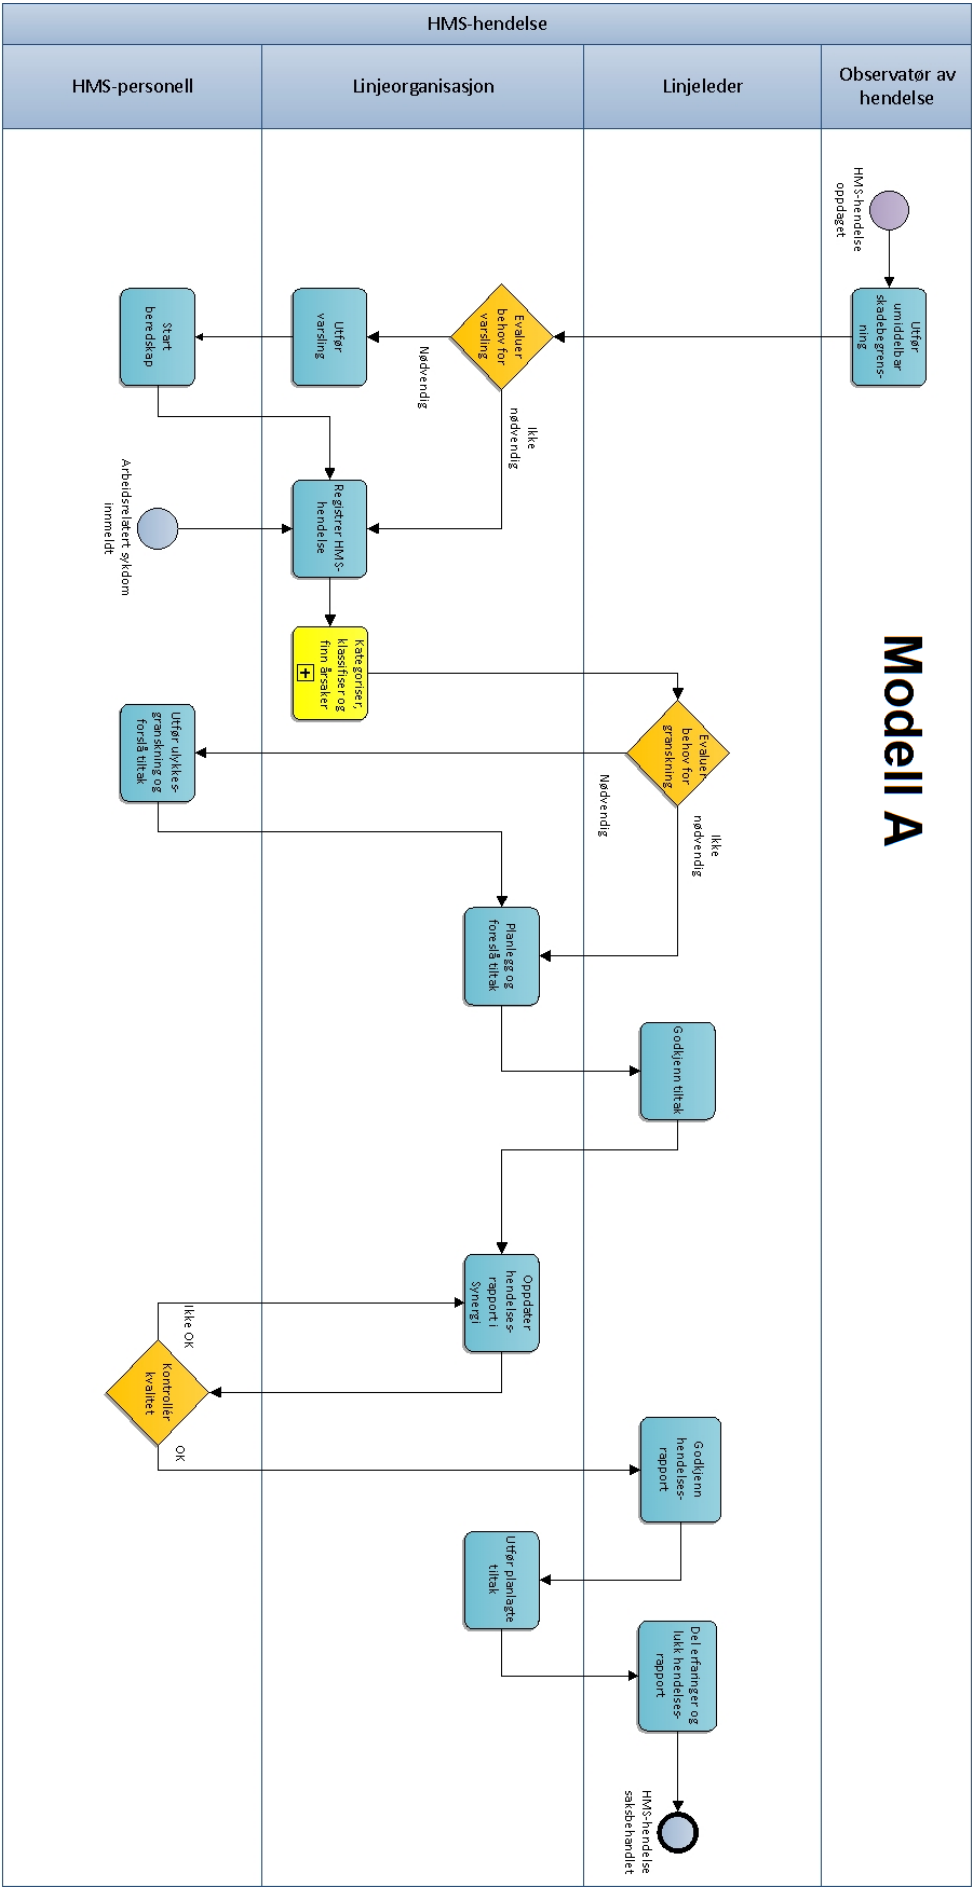 HMS-hendelse
HMS-personell
Linjeorganisasjon
Linjeleder
Observatør av
hendelse
Modell A
HMS-hendelse
oppdaget
Utfør
umiddelbar
skadebegrens-
ning
Evaluer
behov for
varsling
Nødvendig
Ikke
nødvendig
Utfør
varsling
Start
beredskap
Arbeidsrelatert sykdom
innmeldt
Registrer HMS-
hendelse
Kategoriser,
klassifiser og
finn årsaker
Evaluer
behov for
granskning
Nødvendig
Ikke
nødvendig
Utfør ulykkes-
granskning og
forslå tiltak
Planlegg og
foreslå tiltak
Godkjenn tiltak
Oppdater
hendelses-
rapport i
Synergi
Ikke OK
Kontrollér
kvalitet
OK
Godkjenn
hendelses-
rapport
Utfør planlagte
tiltak
Del erfaringer og
lukk hendelses-
rapport
HMS-hendelse
saksbehandlet